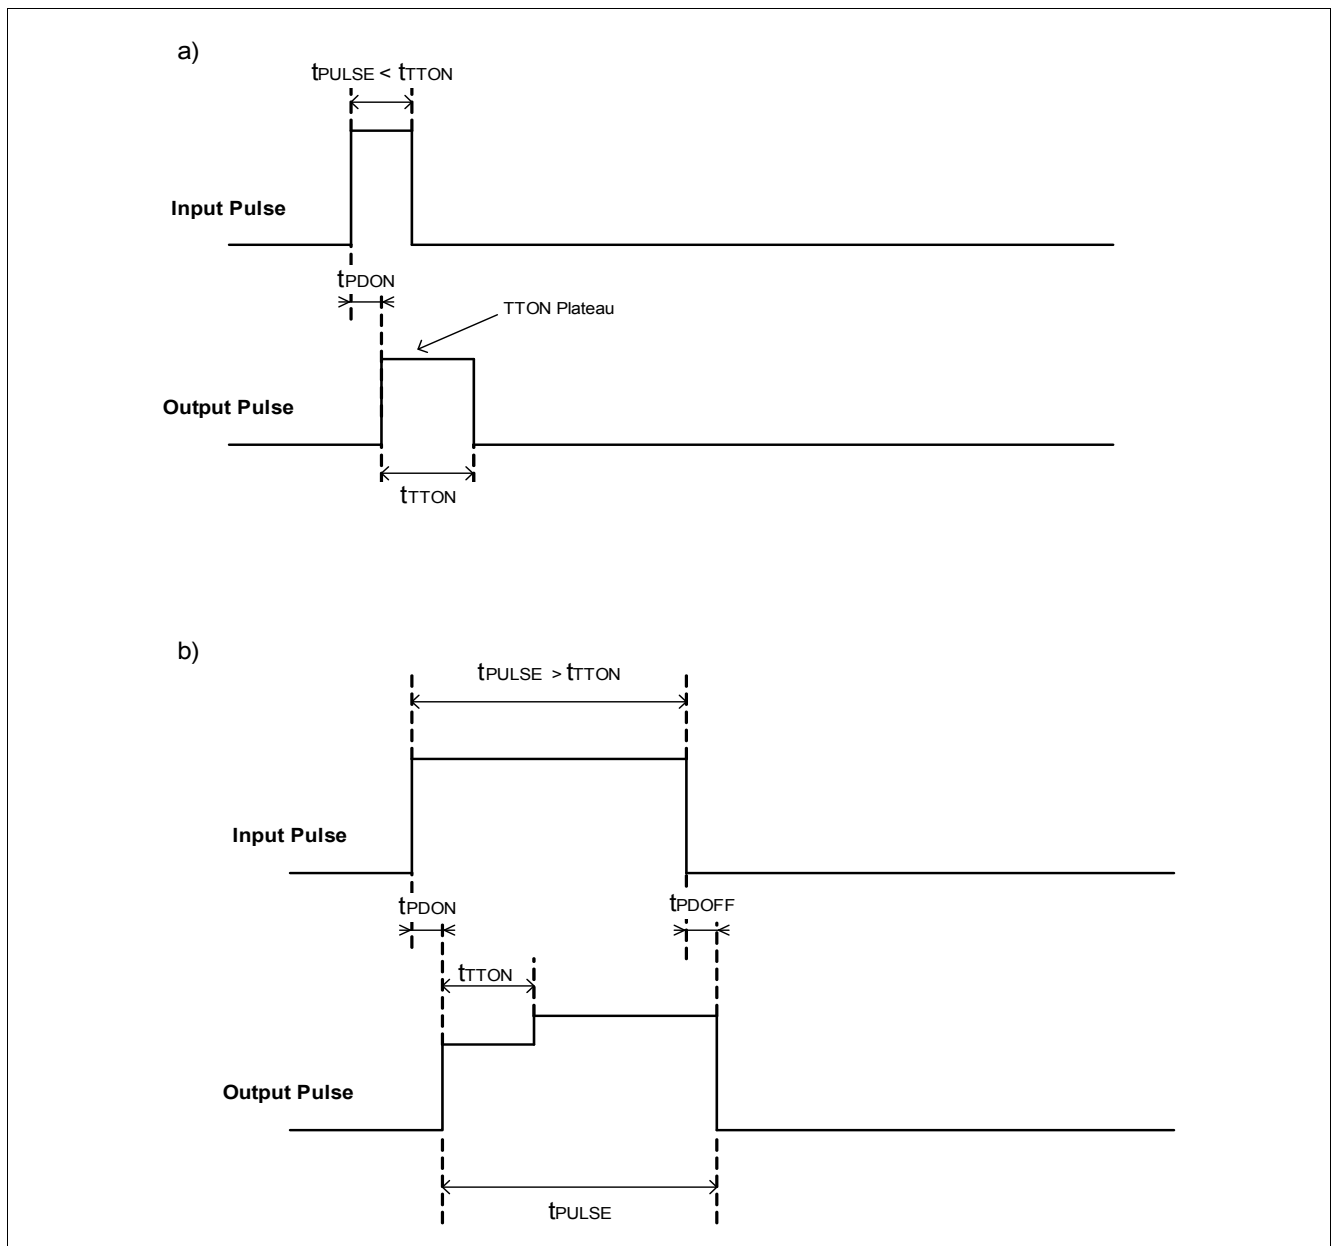 a)
tPULSE < tTTON
Input Pulse
tPDON
TTON Plateau
Output Pulse
tTTON
b)
tPULSE > tTTON
Input Pulse
tPDON
tPDOFF
tTTON
Output Pulse
tPULSE